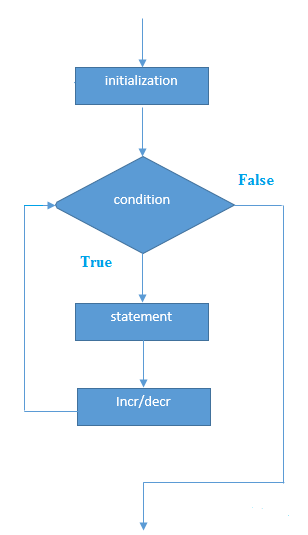 initialization
condition
False
True
statement
Incr/decr